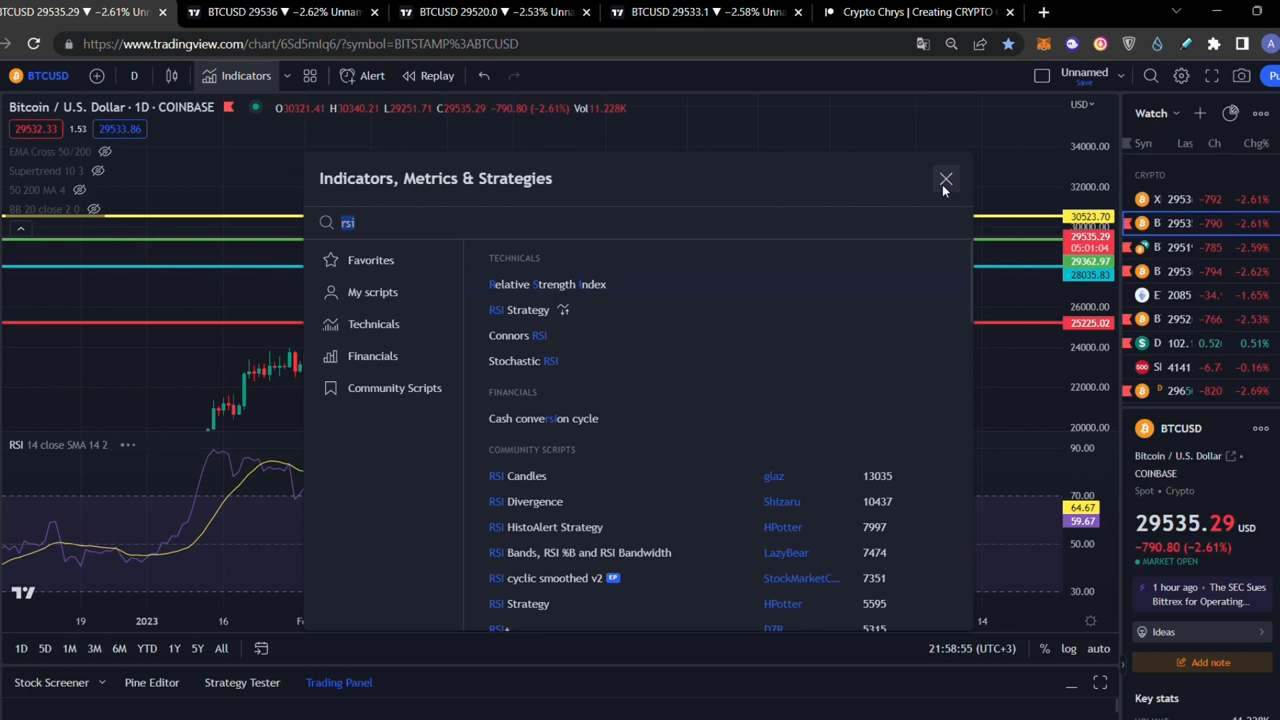 BTCUSD 29535.29 ▼ −2.61% Unn
BTCUSD 29536 ▼ −2.62% Unnam
BTCUSD 29520.0 ▼ −2.53% Unna
BTCUSD 29533.1 ▼ −2.58% Unna
Crypto Chrys | Creating CRYPTO
https://www.tradingview.com/chart/6Sd5mIq6/?symbol=BITSTAMP%3ABTCUSD
BTCUSD D Indicators Alert Replay Unnamed
Save
Bitcoin / U.S. Dollar · 1D · COINBASE O30321.41 H30340.21 L29251.71 C29535.29 −790.80 (−2.61%) Vol11.228K
29532.33 1.53 29533.86
EMA Cross 50/200
Supertrend 10 3
50 200 MA 4
BB 20 close 2 0
Indicators, Metrics & Strategies
rsi
Favorites
My scripts
Technicals
Financials
Community Scripts
TECHNICALS
Relative Strength Index
RSI Strategy
Connors RSI
Stochastic RSI
FINANCIALS
Cash conversion cycle
COMMUNITY SCRIPTS
RSI Candles glaz 13035
RSI Divergence Shizaru 10437
RSI HistoAlert Strategy HPotter 7997
RSI Bands, RSI %B and RSI Bandwidth LazyBear 7474
RSI cyclic smoothed v2 EP StockMarketC... 7351
RSI Strategy HPotter 5595
RSI+ DZR 5315
USD
34000.00
32000.00
30523.70
30000.00
29535.29
05:01:04
29362.97
28035.83
26000.00
25225.02
24000.00
22000.00
20000.00
RSI 14 close SMA 14 2
90.00
70.00
64.67
59.67
50.00
30.00
19 2023 16 14
1D 5D 1M 3M 6M YTD 1Y 5Y All 21:58:55 (UTC+3) % log auto
Stock Screener Pine Editor Strategy Tester Trading Panel
Watch
Syn Las Ch Chg%
CRYPTO
X 2953 -792 -2.61%
B 2953 -790 -2.61%
B 2951 -785 -2.59%
B 2953 -794 -2.62%
E 2085 -34. -1.65%
B 2952 -766 -2.53%
D 102. 0.52 0.51%
500 SI 4141 -6.7 -0.16%
D 2965 -820 -2.69%
BTCUSD
Bitcoin / U.S. Dollar
COINBASE
Spot • Crypto
29535.29 USD
−790.80 (−2.61%)
MARKET OPEN
1 hour ago • The SEC Sues
Bittrex for Operating...
Ideas
Add note
Key stats